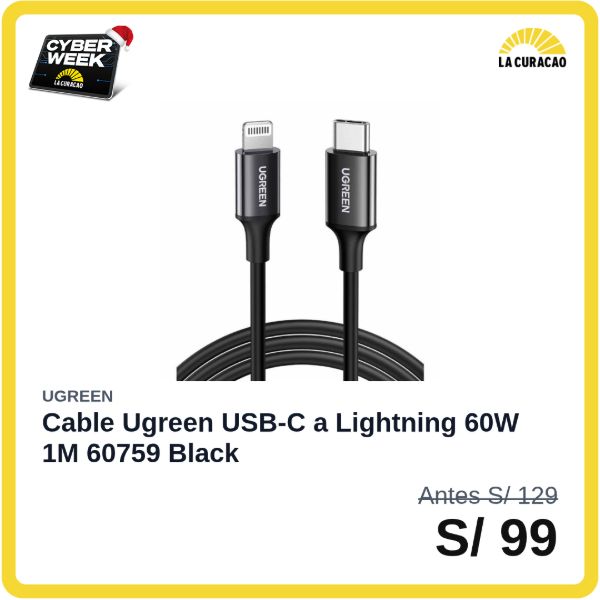 CYBER
WEEK
LA CURACAO
LA CURACAO
UGREEN
UGREEN
UGREEN
Cable Ugreen USB-C a Lightning 60W
1M 60759 Black
Antes S/ 129
S/ 99